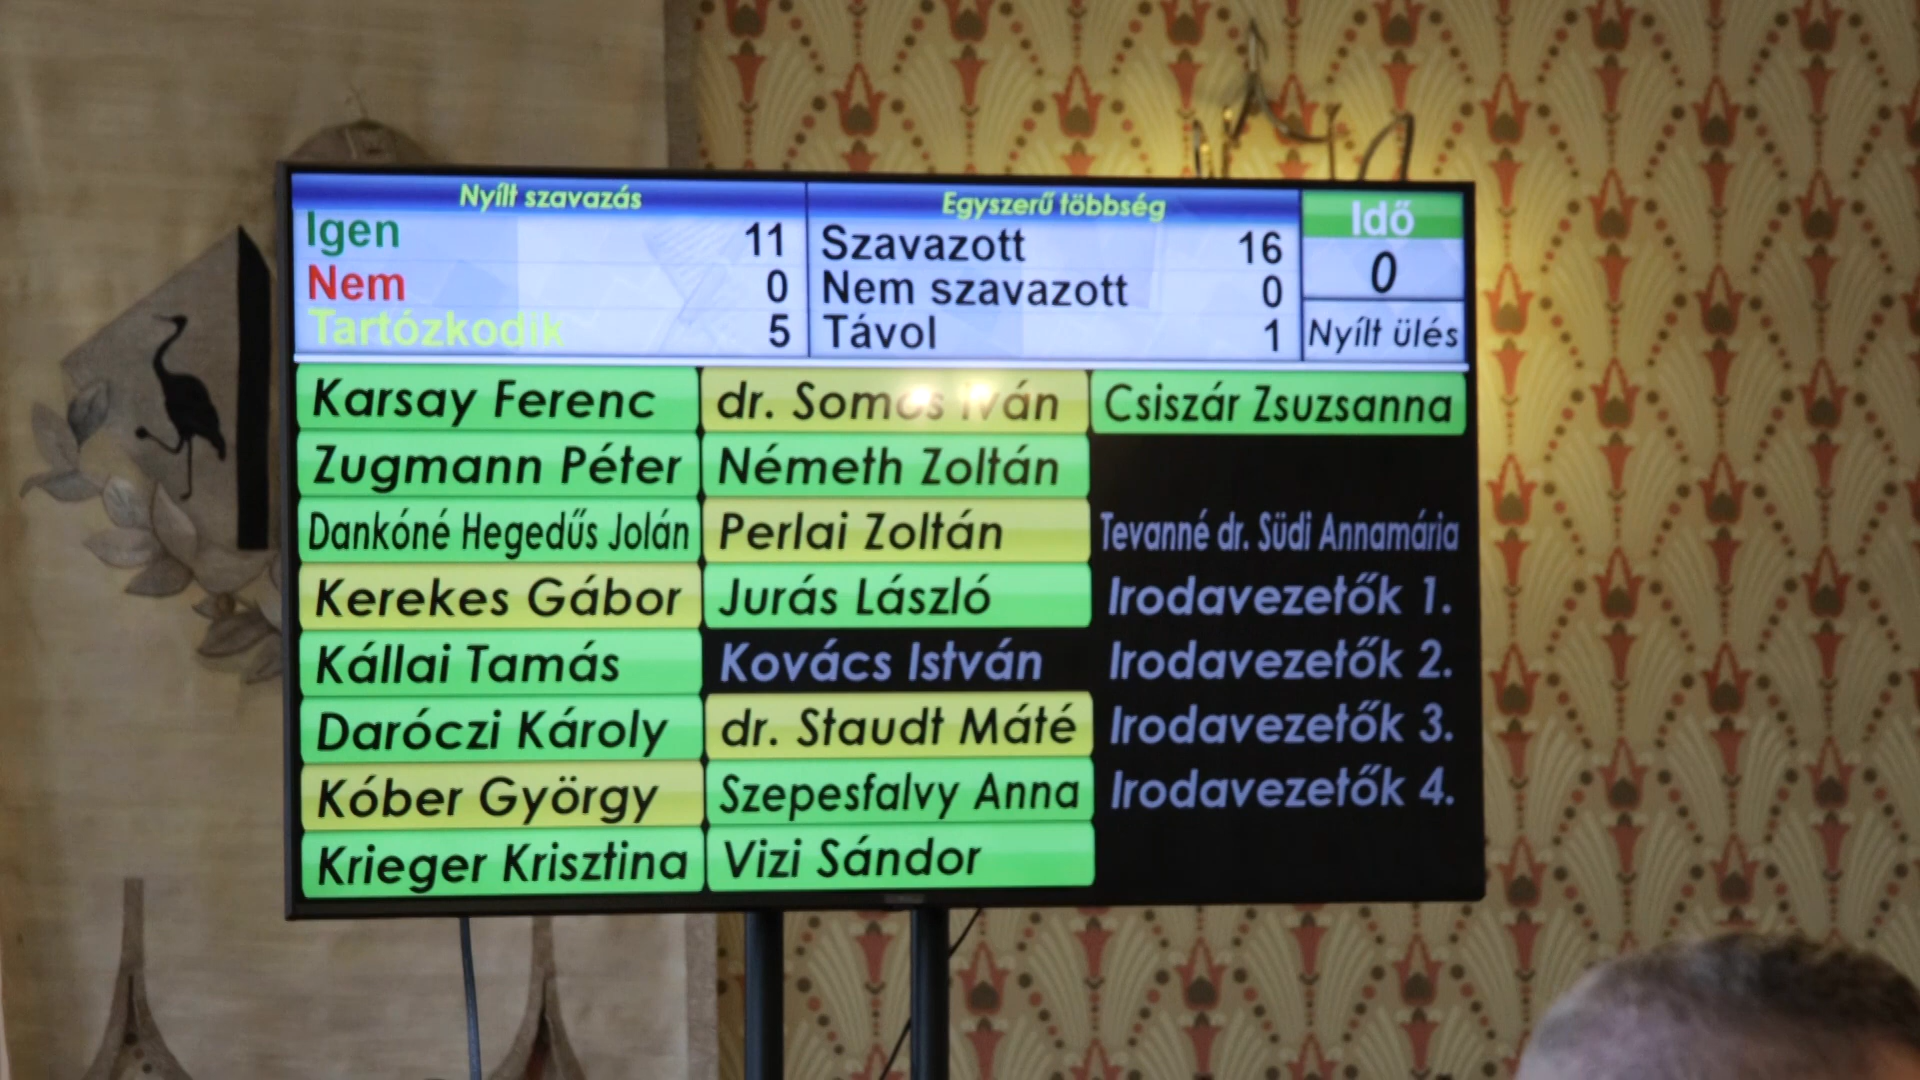 Nyílt szavazás
Igen 11
Nem 0
Tartózkodik 5
Egyszerű többség
Szavazott 16
Nem szavazott 0
Távol 1
Idő
0
Nyílt ülés
Karsay Ferenc
Zugmann Péter
Dankóné Hegedűs Jolán
Kerekes Gábor
Kállai Tamás
Daróczi Károly
Kóber György
Krieger Krisztina
dr. Somos Iván
Németh Zoltán
Perlai Zoltán
Jurás László
Kovács István
dr. Staudt Máté
Szepesfalvy Anna
Vizi Sándor
Csiszár Zsuzsanna
Tevanné dr. Südi Annamária
Irodavezetők 1.
Irodavezetők 2.
Irodavezetők 3.
Irodavezetők 4.